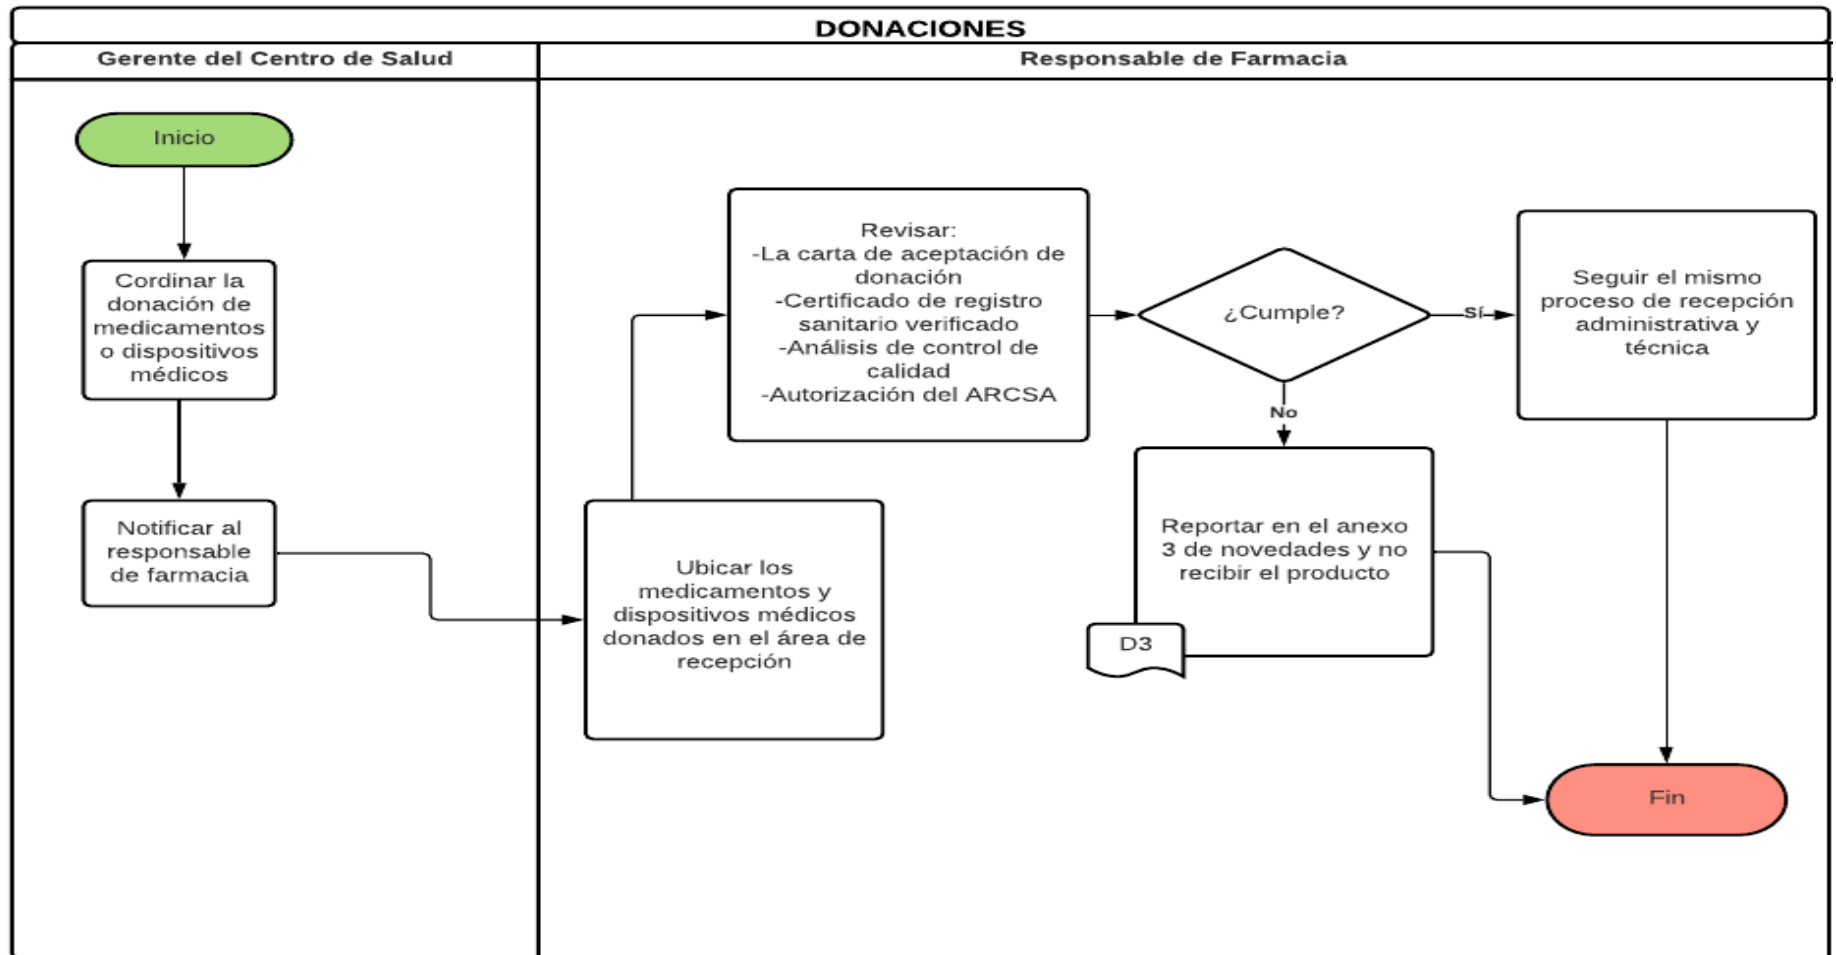 DONACIONES
Gerente del Centro de Salud
Responsable de Farmacia
Inicio
Cordinar la
donación de
medicamentos
o dispositivos
médicos
Notificar al
responsable
de farmacia
Ubicar los
medicamentos y
dispositivos médicos
donados en el área de
recepción
Revisar:
-La carta de aceptación de
donación
-Certificado de registro
sanitario verificado
-Análisis de control de
calidad
-Autorización del ARCSA
¿Cumple?
Sí
Seguir el mismo
proceso de recepción
administrativa y
técnica
No
Reportar en el anexo
3 de novedades y no
recibir el producto
D3
Fin